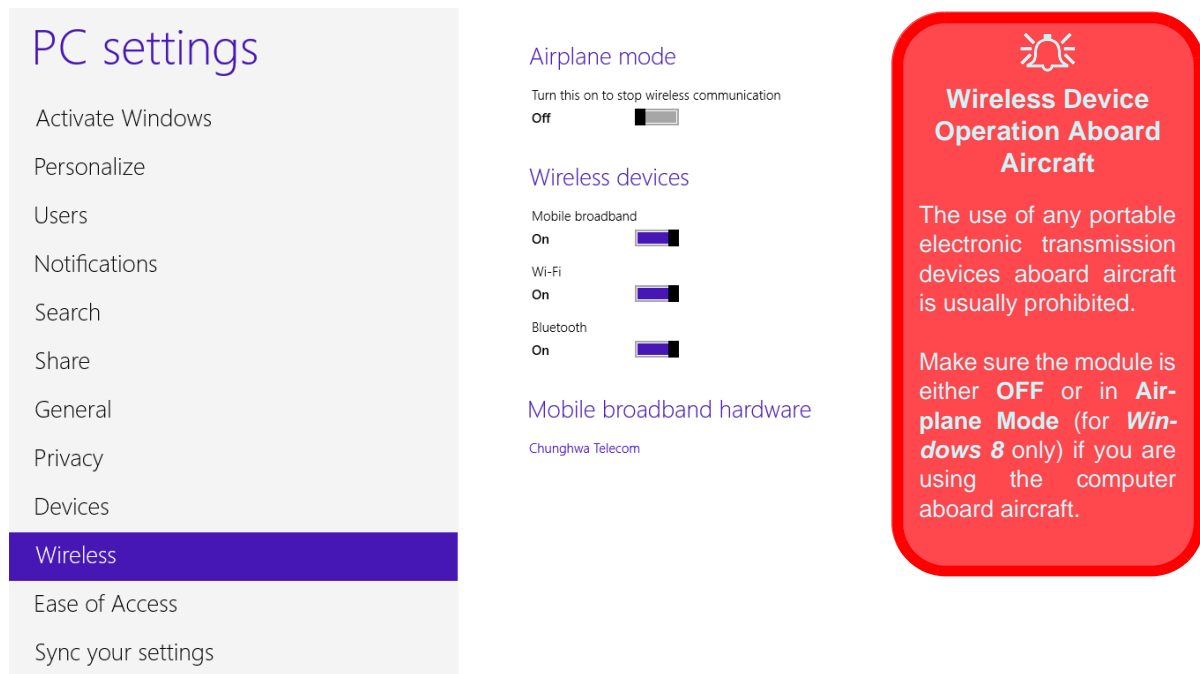 PC settings
Activate Windows
Personalize
Users
Notifications
Search
Share
General
Privacy
Devices
Wireless
Ease of Access
Sync your settings
Airplane mode
Turn this on to stop wireless communication
Off
Wireless devices
Mobile broadband
On
Wi-Fi
On
Bluetooth
On
Mobile broadband hardware
Chunghwa Telecom
Wireless Device
Operation Aboard
Aircraft
The use of any portable
electronic transmission
devices aboard aircraft
is usually prohibited.
Make sure the module is
either OFF or in Air-
plane Mode (for Win-
dows 8 only) if you are
using the computer
aboard aircraft.